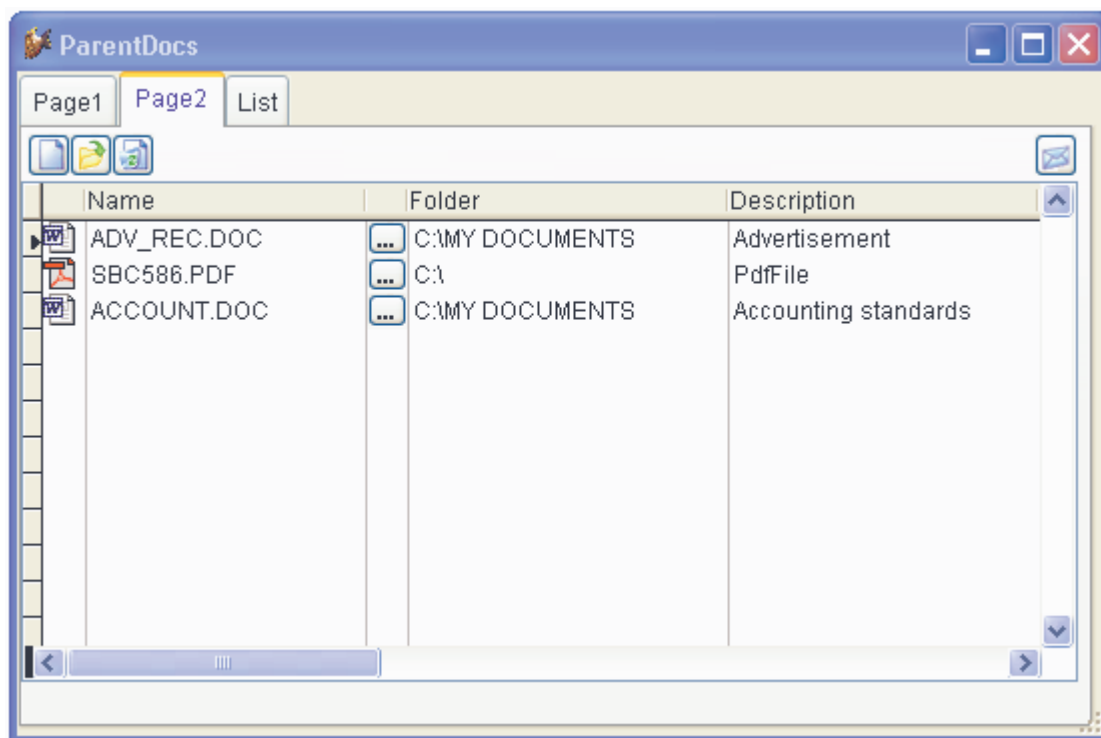 ParentDocs
Page1 Page2 List
Name Folder Description
ADV_REC.DOC ... C:\MY DOCUMENTS Advertisement
SBC586.PDF ... C:\ PdfFile
ACCOUNT.DOC ... C:\MY DOCUMENTS Accounting standards